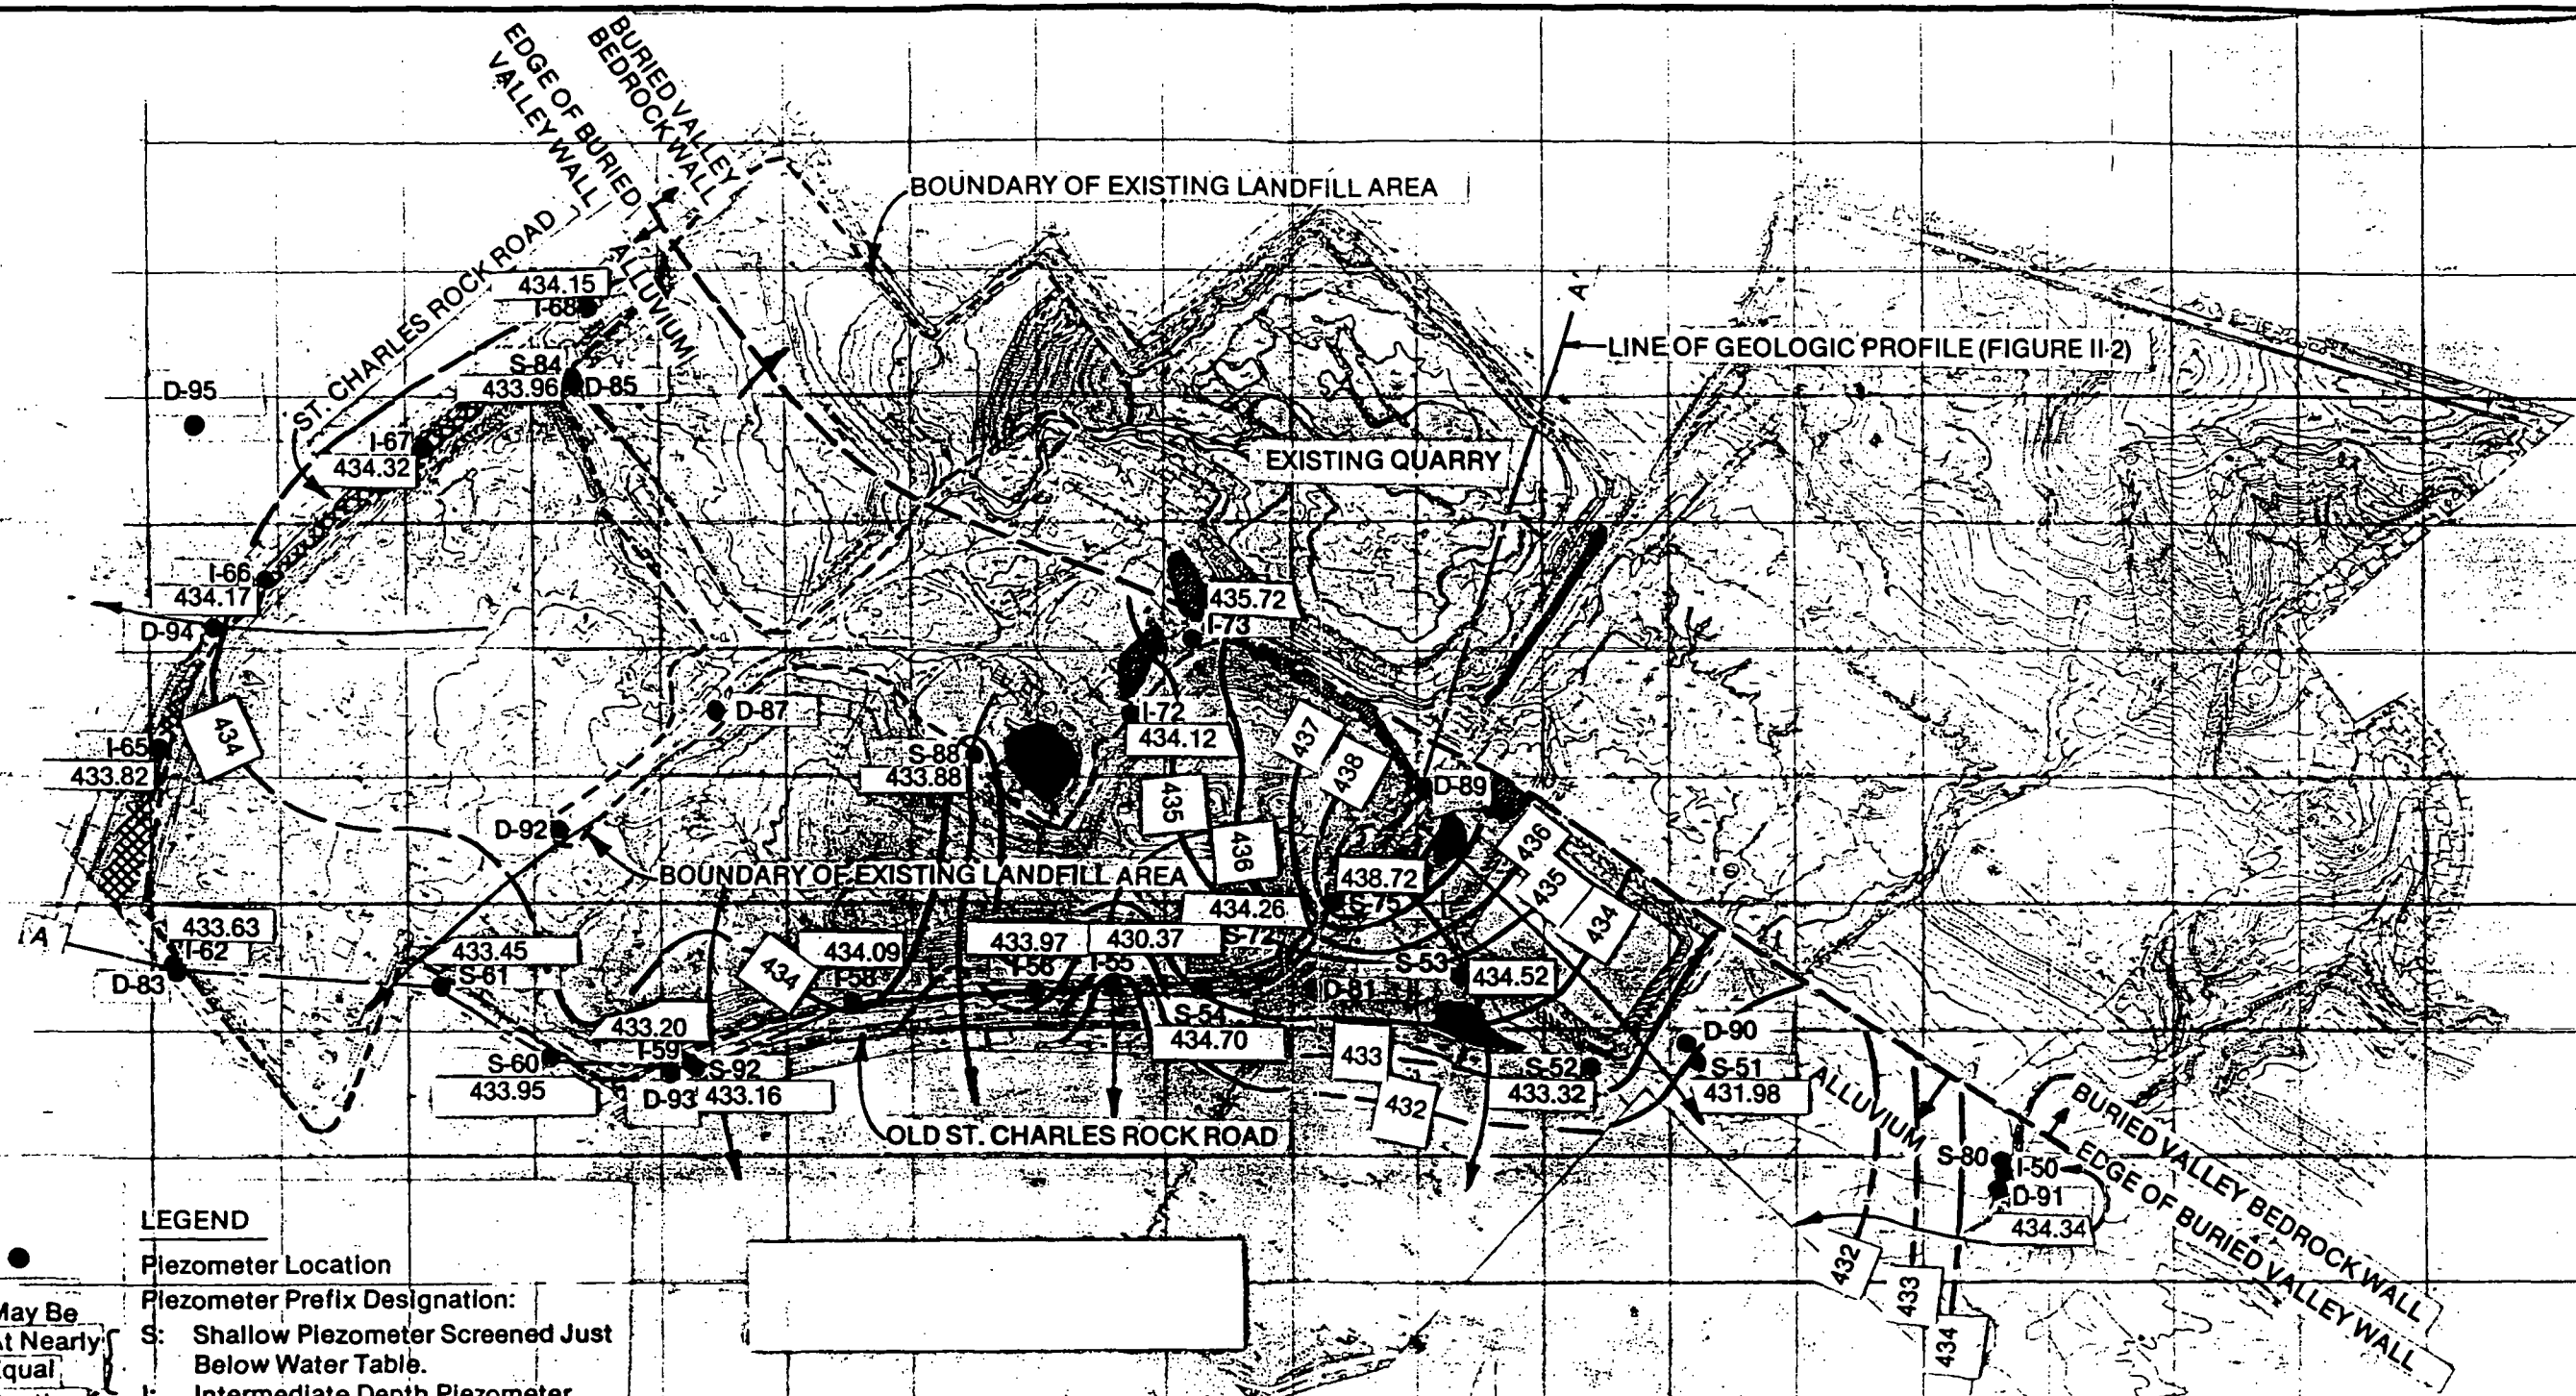 BURIED VALLEY
BEDROCK WALL
EDGE OF BURIED
VALLEY WALL
BOUNDARY OF EXISTING LANDFILL AREA
ST. CHARLES ROCK ROAD
ALLUVIUM
434.15
I-68
A'
LINE OF GEOLOGIC PROFILE (FIGURE II-2)
S-84
433.96
D-85
D-95
I-67
434.32
EXISTING QUARRY
I-66
434.17
D-94
435.72
I-73
434
I-65
433.82
D-87
I-72
434.12
S-88
433.88
437
438
435
436
D-89
D-92
436
435
434
BOUNDARY OF EXISTING LANDFILL AREA
438.72
S-75
434.26
S-72
A
433.63
I-62
D-83
433.45
S-61
434
434.09
I-58
433.97
I-56
430.37
I-55
S-53
434.52
D-81
433.20
I-59
S-92
S-54
434.70
433
432
D-90
S-51
431.98
S-60
433.95
D-93
433.16
S-52
433.32
OLD ST. CHARLES ROCK ROAD
ALLUVIUM
BURIED VALLEY BEDROCK WALL
EDGE OF BURIED VALLEY WALL
S-80
I-50
D-91
434.34
432
433
434
LEGEND
Piezometer Location
Piezometer Prefix Designation:
May Be
At Nearly
Equal
S: Shallow Piezometer Screened Just
Below Water Table.
I: Intermediate Depth Piezometer